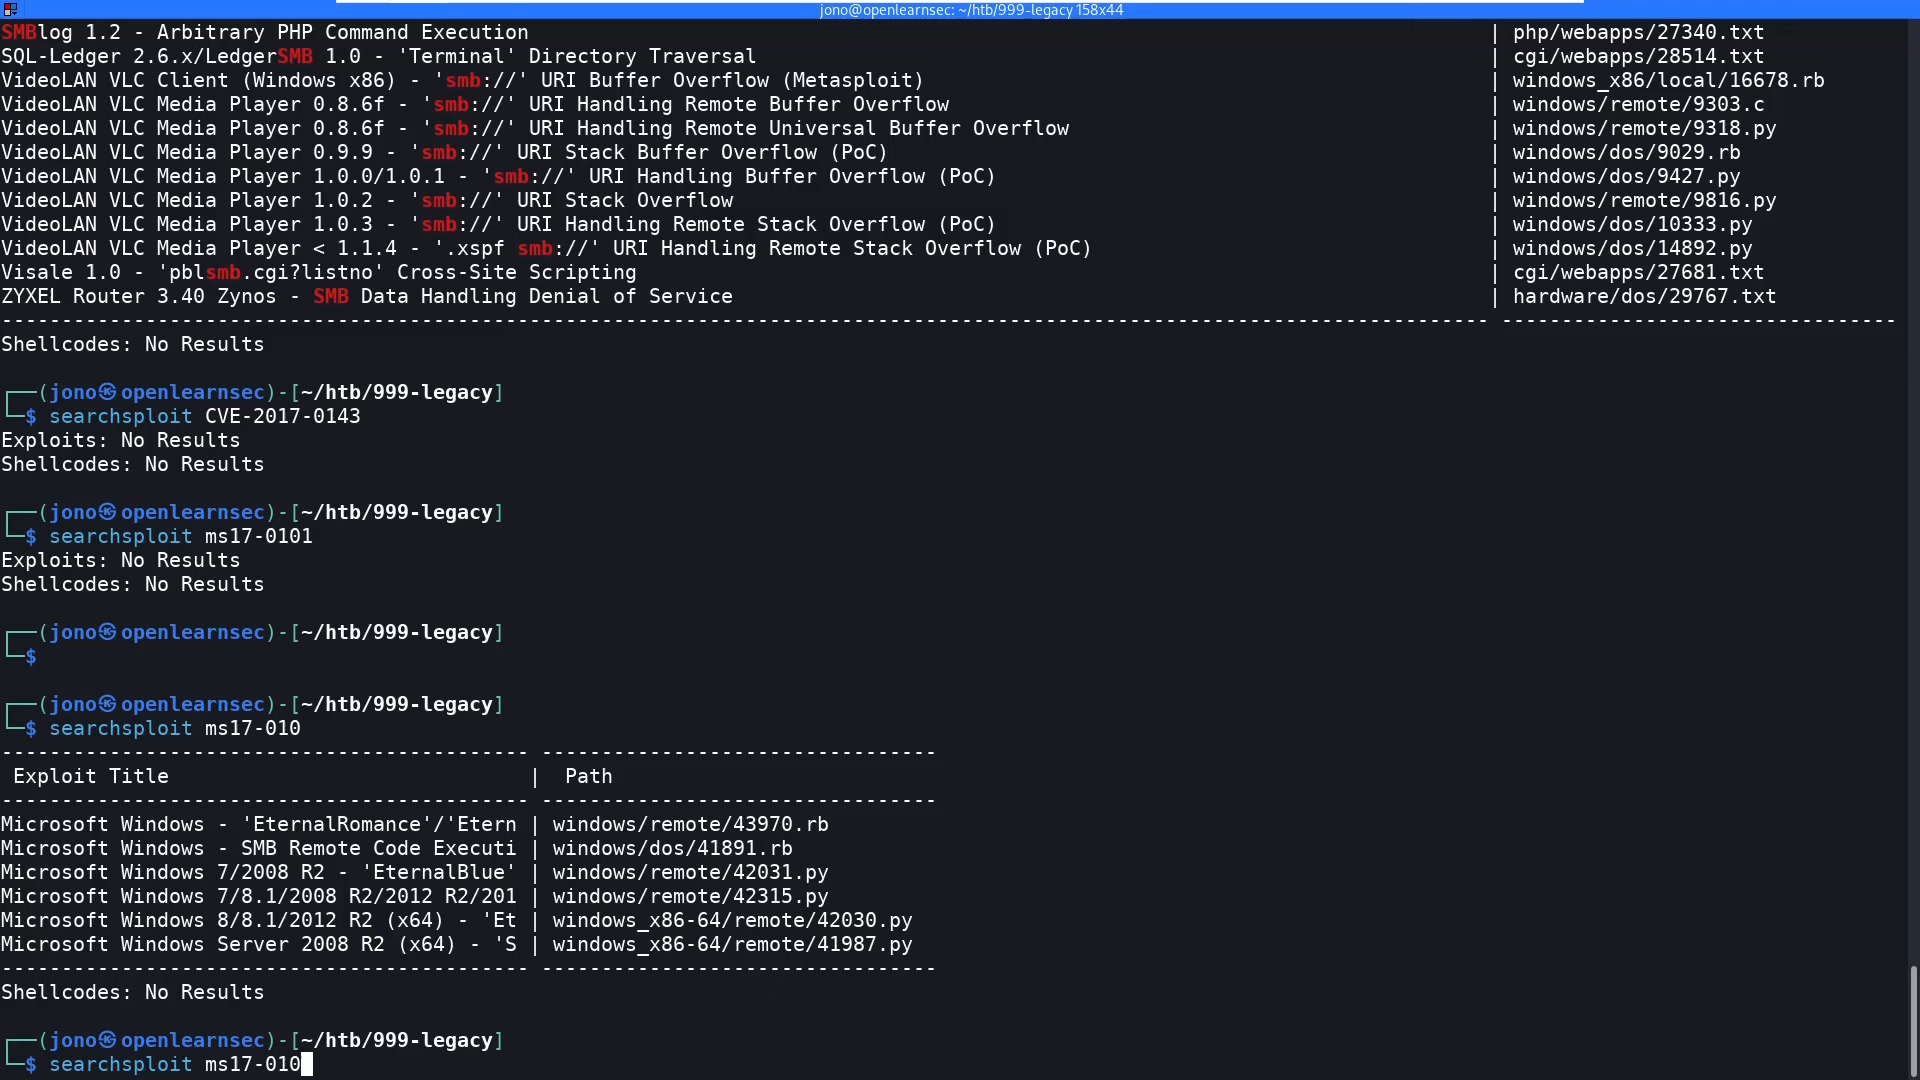 jono@openlearnsec: ~/htb/999-legacy 158x44
SMBlog 1.2 - Arbitrary PHP Command Execution | php/webapps/27340.txt
SQL-Ledger 2.6.x/LedgerSMB 1.0 - 'Terminal' Directory Traversal | cgi/webapps/28514.txt
VideoLAN VLC Client (Windows x86) - 'smb://' URI Buffer Overflow (Metasploit) | windows_x86/local/16678.rb
VideoLAN VLC Media Player 0.8.6f - 'smb://' URI Handling Remote Buffer Overflow | windows/remote/9303.c
VideoLAN VLC Media Player 0.8.6f - 'smb://' URI Handling Remote Universal Buffer Overflow | windows/remote/9318.py
VideoLAN VLC Media Player 0.9.9 - 'smb://' URI Stack Buffer Overflow (PoC) | windows/dos/9029.rb
VideoLAN VLC Media Player 1.0.0/1.0.1 - 'smb://' URI Handling Buffer Overflow (PoC) | windows/dos/9427.py
VideoLAN VLC Media Player 1.0.2 - 'smb://' URI Stack Overflow | windows/remote/9816.py
VideoLAN VLC Media Player 1.0.3 - 'smb://' URI Handling Remote Stack Overflow (PoC) | windows/dos/10333.py
VideoLAN VLC Media Player < 1.1.4 - '.xspf smb://' URI Handling Remote Stack Overflow (PoC) | windows/dos/14892.py
Visale 1.0 - 'pblsmb.cgi?listno' Cross-Site Scripting | cgi/webapps/27681.txt
ZYXEL Router 3.40 Zynos - SMB Data Handling Denial of Service | hardware/dos/29767.txt
---------------------------------------------------------------------------------------------------------------------------- ---------------------------------
Shellcodes: No Results
┌──(jono㉿openlearnsec)-[~/htb/999-legacy]
└─$ searchsploit CVE-2017-0143
Exploits: No Results
Shellcodes: No Results
┌──(jono㉿openlearnsec)-[~/htb/999-legacy]
└─$ searchsploit ms17-0101
Exploits: No Results
Shellcodes: No Results
┌──(jono㉿openlearnsec)-[~/htb/999-legacy]
└─$
┌──(jono㉿openlearnsec)-[~/htb/999-legacy]
└─$ searchsploit ms17-010
-------------------------------------------- ---------------------------------
Exploit Title | Path
-------------------------------------------- ---------------------------------
Microsoft Windows - 'EternalRomance'/'Etern | windows/remote/43970.rb
Microsoft Windows - SMB Remote Code Executi | windows/dos/41891.rb
Microsoft Windows 7/2008 R2 - 'EternalBlue' | windows/remote/42031.py
Microsoft Windows 7/8.1/2008 R2/2012 R2/201 | windows/remote/42315.py
Microsoft Windows 8/8.1/2012 R2 (x64) - 'Et | windows_x86-64/remote/42030.py
Microsoft Windows Server 2008 R2 (x64) - 'S | windows_x86-64/remote/41987.py
-------------------------------------------- ---------------------------------
Shellcodes: No Results
┌──(jono㉿openlearnsec)-[~/htb/999-legacy]
└─$ searchsploit ms17-010